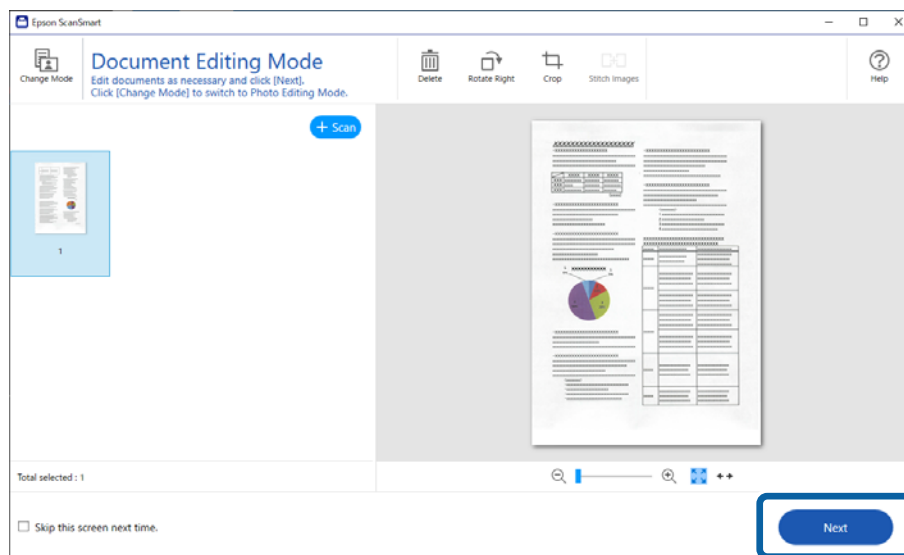 Epson ScanSmart
Change Mode
Document Editing Mode
Edit documents as necessary and click [Next].
Click [Change Mode] to switch to Photo Editing Mode.
Delete
Rotate Right
Crop
Stitch Images
Help
+ Scan
1
Total selected : 1
Skip this screen next time.
Next